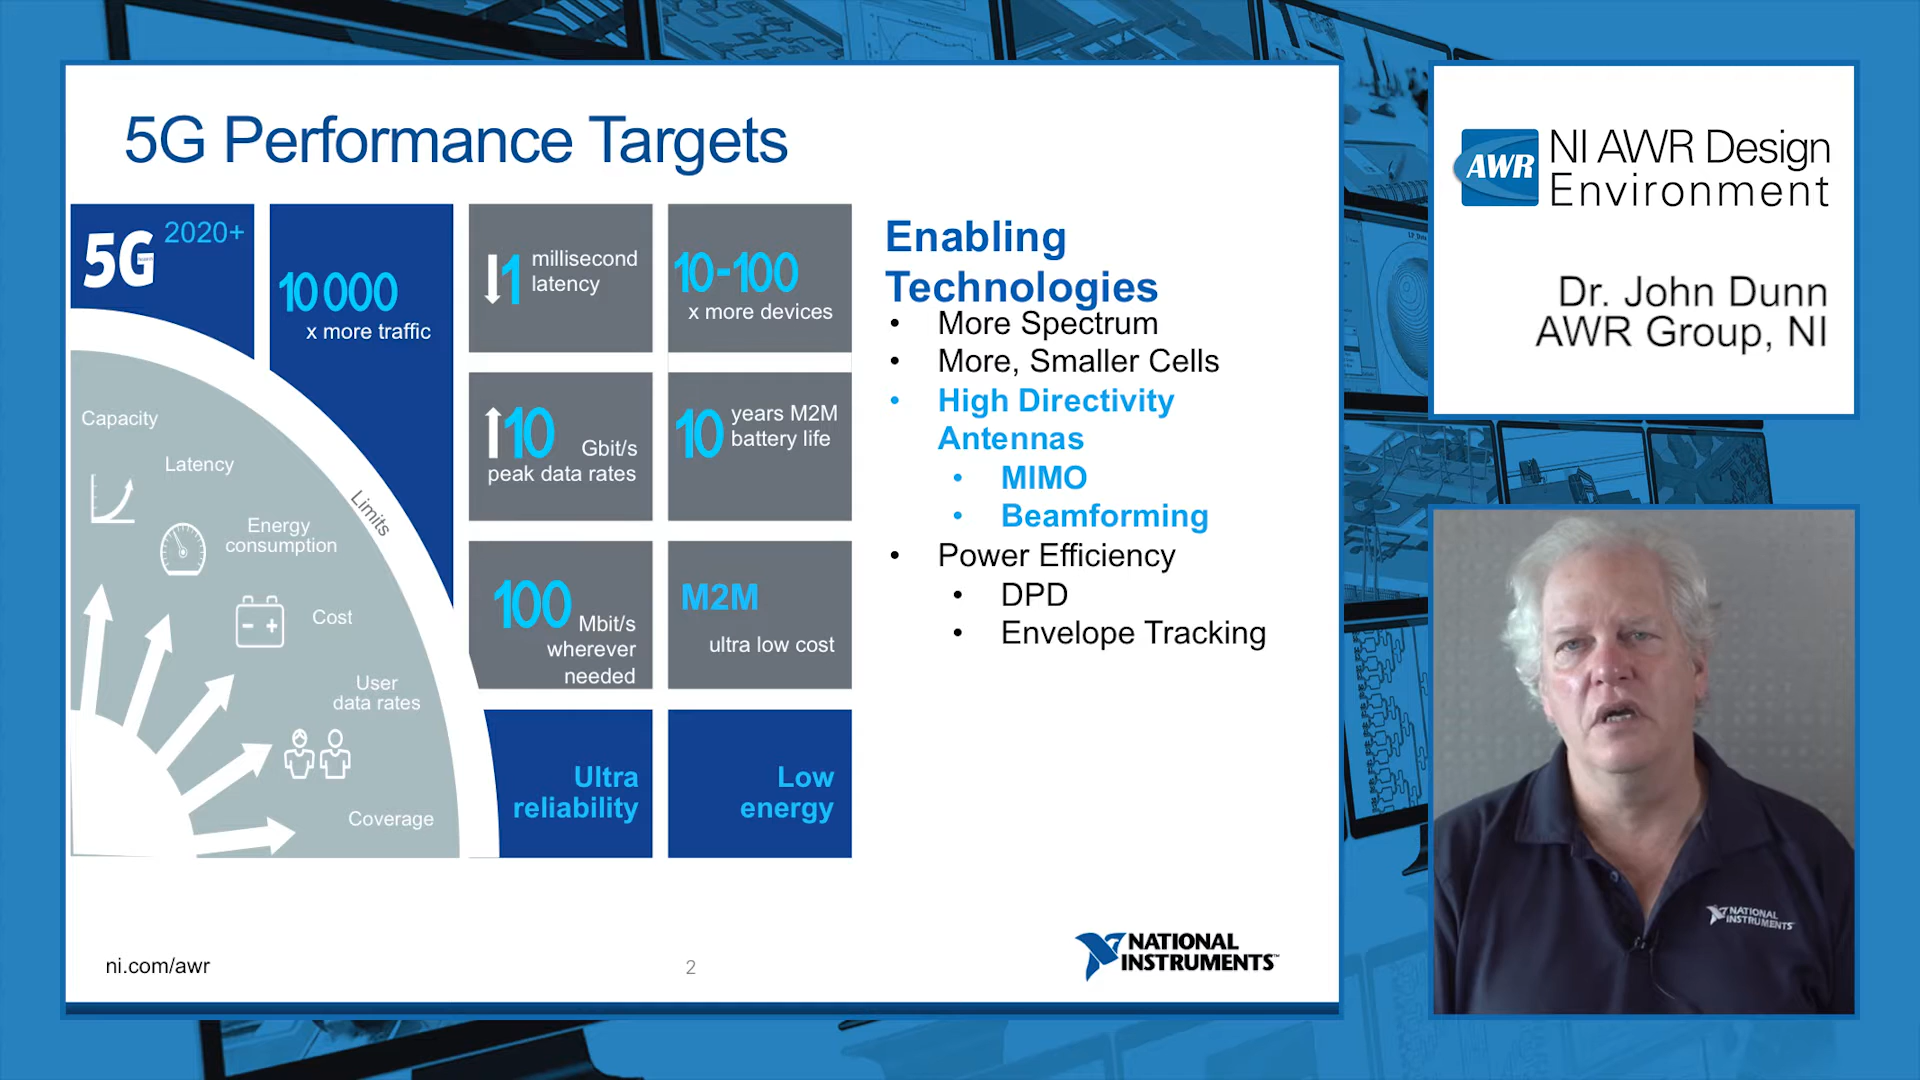 5G Performance Targets
5G 2020+
10 000
x more traffic
1 millisecond
latency
10-100
x more devices
10 Gbit/s
peak data rates
10 years M2M
battery life
100 Mbit/s
wherever
needed
M2M
ultra low cost
Ultra
reliability
Low
energy
Capacity
Latency
Energy
consumption
Cost
User
data rates
Coverage
Limits
Enabling
Technologies
• More Spectrum
• More, Smaller Cells
• High Directivity
Antennas
• MIMO
• Beamforming
• Power Efficiency
• DPD
• Envelope Tracking
ni.com/awr
2
NATIONAL
INSTRUMENTS™
AWR
NI AWR Design
Environment
Dr. John Dunn
AWR Group, NI
NATIONAL
INSTRUMENTS